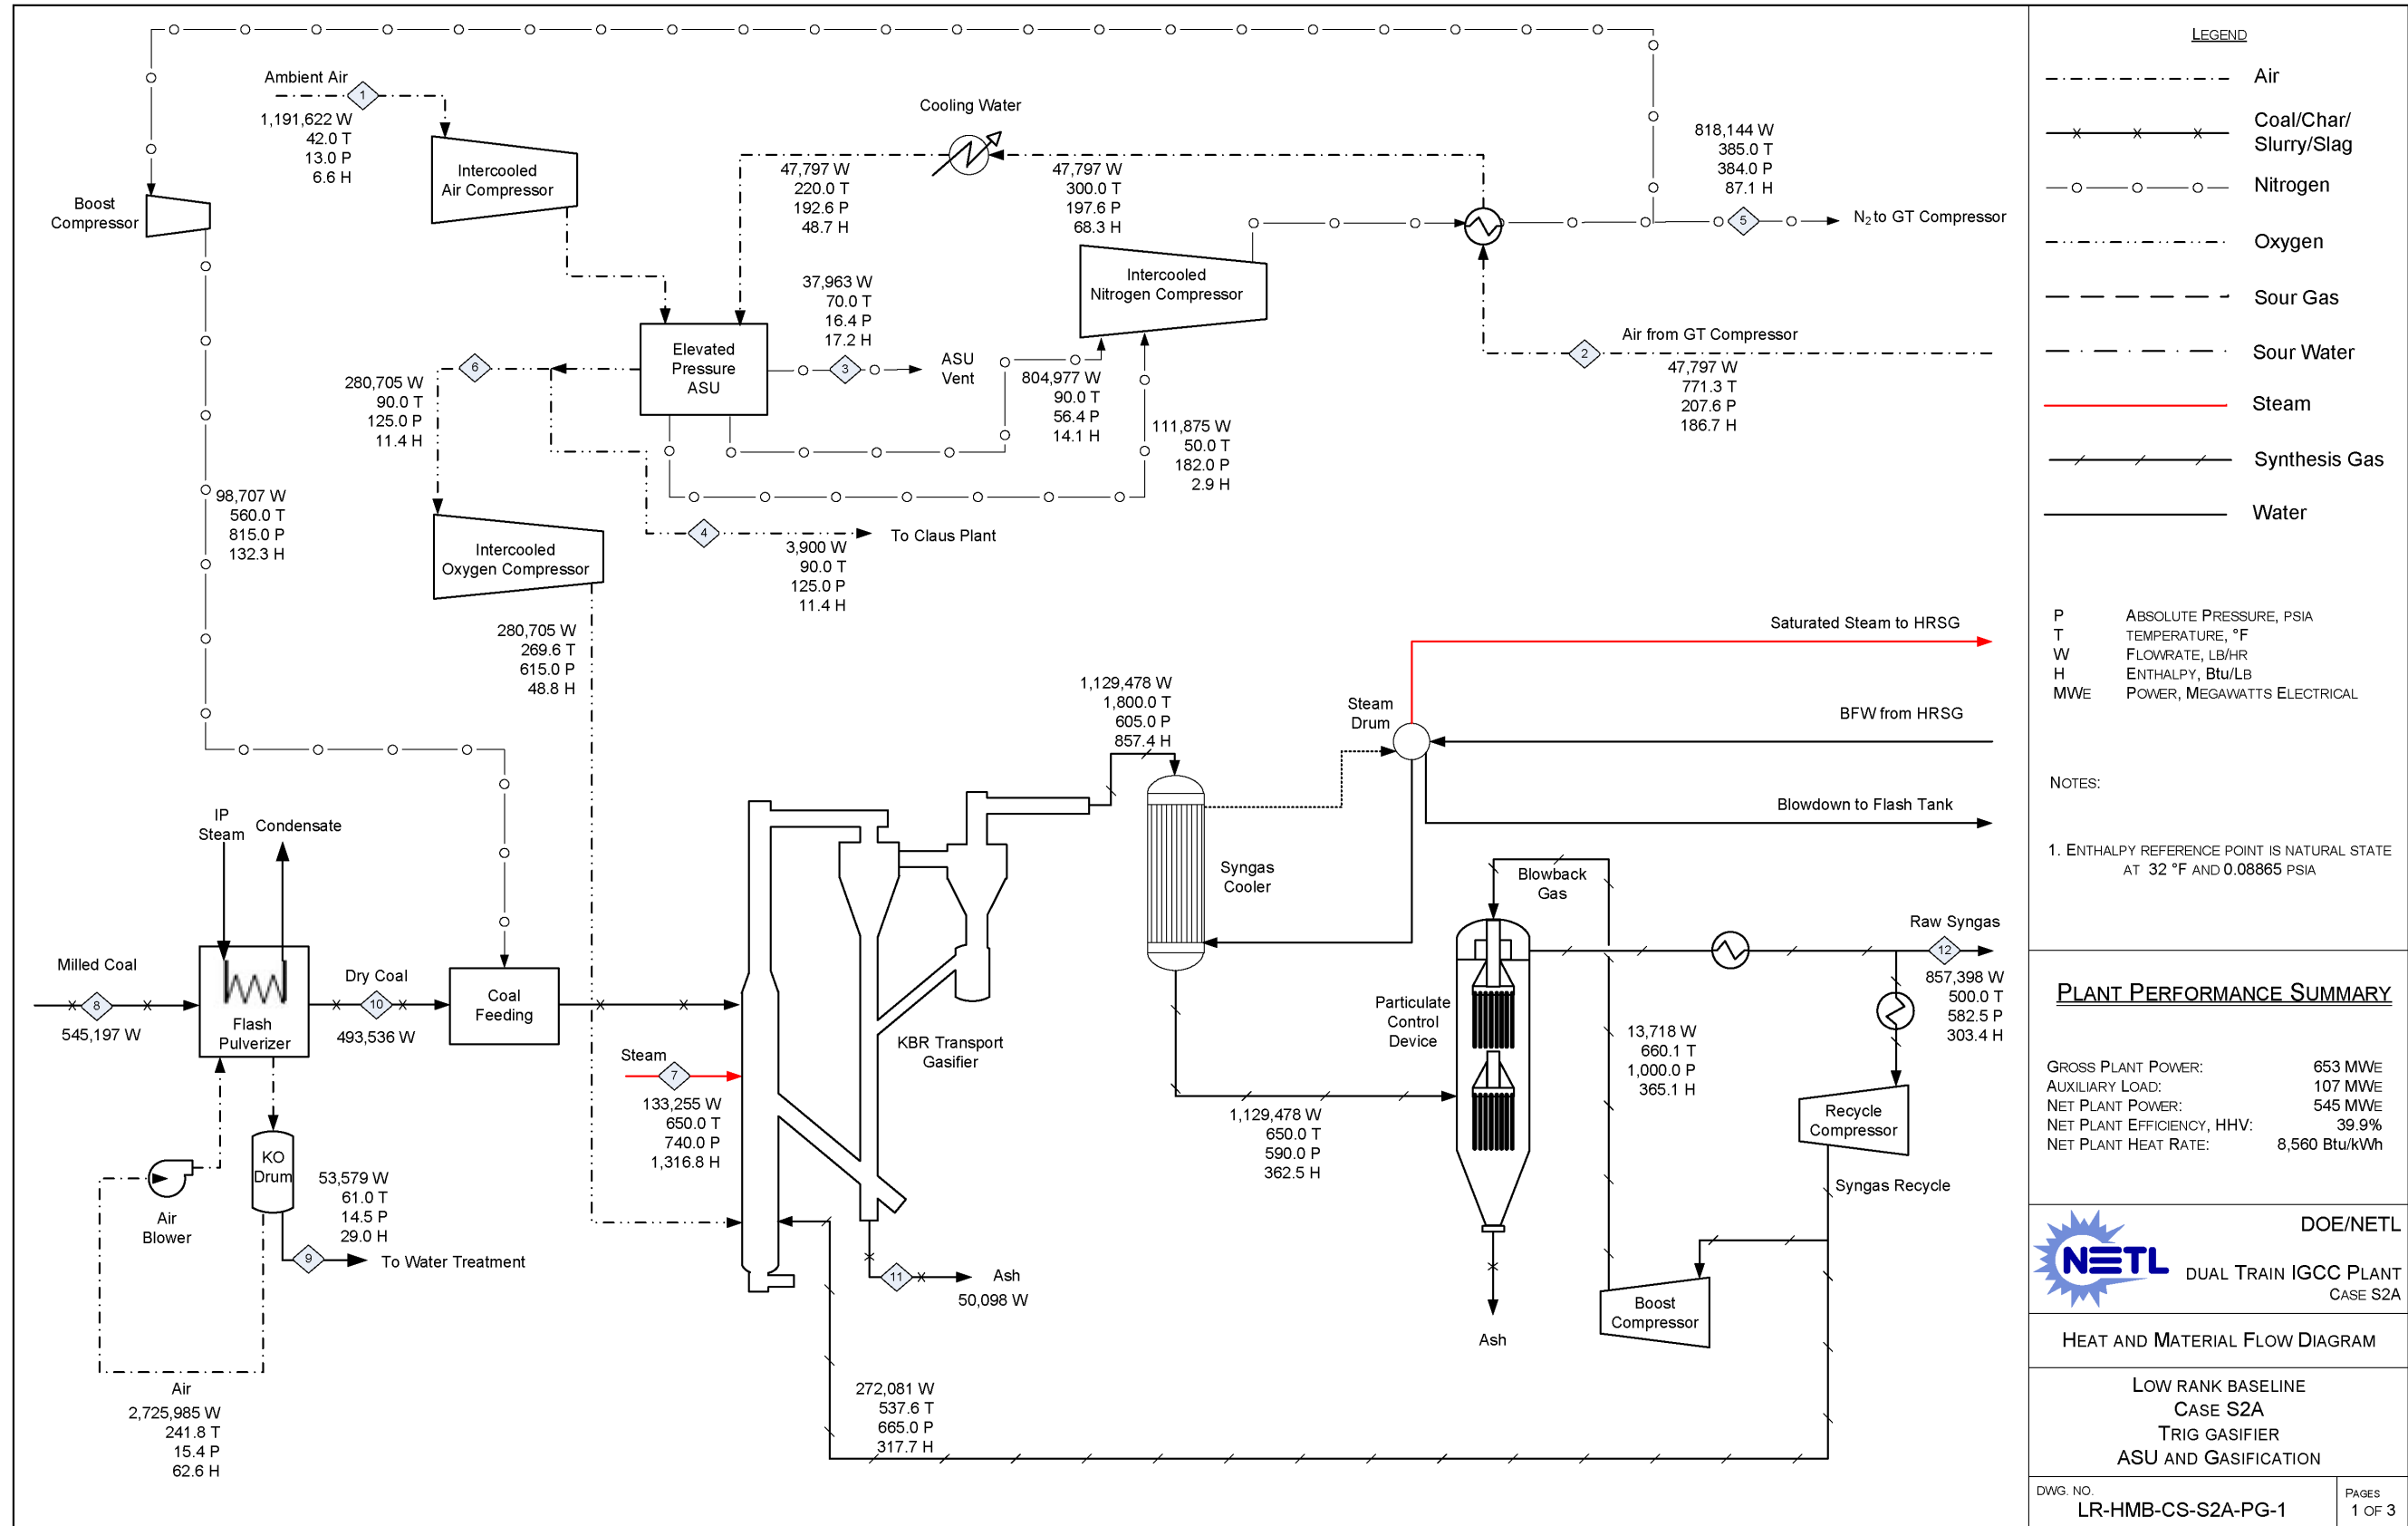 Ambient Air
1
1,191,622 W
42.0 T
13.0 P
6.6 H
Intercooled
Air Compressor
Boost
Compressor
Cooling Water
47,797 W
220.0 T
192.6 P
48.7 H
47,797 W
300.0 T
197.6 P
68.3 H
818,144 W
385.0 T
384.0 P
87.1 H
5
N2 to GT Compressor
Intercooled
Nitrogen Compressor
37,963 W
70.0 T
16.4 P
17.2 H
Elevated
Pressure
ASU
3
ASU
Vent
Air from GT Compressor
2
47,797 W
771.3 T
207.6 P
186.7 H
6
280,705 W
90.0 T
125.0 P
11.4 H
804,977 W
90.0 T
56.4 P
14.1 H
111,875 W
50.0 T
182.0 P
2.9 H
98,707 W
560.0 T
815.0 P
132.3 H
Intercooled
Oxygen Compressor
4
To Claus Plant
3,900 W
90.0 T
125.0 P
11.4 H
280,705 W
269.6 T
615.0 P
48.8 H
1,129,478 W
1,800.0 T
605.0 P
857.4 H
Saturated Steam to HRSG
Steam
Drum
BFW from HRSG
Blowdown to Flash Tank
IP
Steam
Condensate
Syngas
Cooler
Blowback
Gas
Raw Syngas
12
857,398 W
500.0 T
582.5 P
303.4 H
Milled Coal
8
545,197 W
Flash
Pulverizer
Dry Coal
10
493,536 W
Coal
Feeding
KBR Transport
Gasifier
Particulate
Control
Device
13,718 W
660.1 T
1,000.0 P
365.1 H
Steam
7
133,255 W
650.0 T
740.0 P
1,316.8 H
1,129,478 W
650.0 T
590.0 P
362.5 H
Recycle
Compressor
Syngas Recycle
KO
Drum
Air
Blower
53,579 W
61.0 T
14.5 P
29.0 H
9
To Water Treatment
11
Ash
50,098 W
Boost
Compressor
Ash
Air
2,725,985 W
241.8 T
15.4 P
62.6 H
272,081 W
537.6 T
665.0 P
317.7 H
LEGEND
Air
Coal/Char/
Slurry/Slag
Nitrogen
Oxygen
Sour Gas
Sour Water
Steam
Synthesis Gas
Water
P ABSOLUTE PRESSURE, PSIA
T TEMPERATURE, °F
W FLOWRATE, LB/HR
H ENTHALPY, Btu/LB
MWE POWER, MEGAWATTS ELECTRICAL
NOTES:
1. ENTHALPY REFERENCE POINT IS NATURAL STATE
AT 32 °F AND 0.08865 PSIA
PLANT PERFORMANCE SUMMARY
GROSS PLANT POWER: 653 MWE
AUXILIARY LOAD: 107 MWE
NET PLANT POWER: 545 MWE
NET PLANT EFFICIENCY, HHV: 39.9%
NET PLANT HEAT RATE: 8,560 Btu/kWh
NETL
DOE/NETL
DUAL TRAIN IGCC PLANT
CASE S2A
HEAT AND MATERIAL FLOW DIAGRAM
LOW RANK BASELINE
CASE S2A
TRIG GASIFIER
ASU AND GASIFICATION
DWG. NO.
LR-HMB-CS-S2A-PG-1
PAGES
1 OF 3